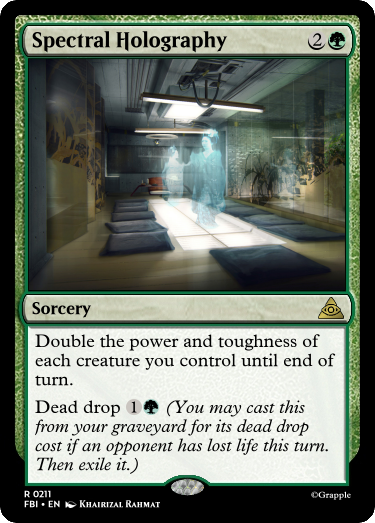 Spectral Holography 2
Sorcery
Double the power and toughness of
each creature you control until end of
turn.
Dead drop 1 (You may cast this
from your graveyard for its dead drop
cost if an opponent has lost life this turn.
Then exile it.)
R 0211
©Grapple
FBI • EN Khairizal Rahmat